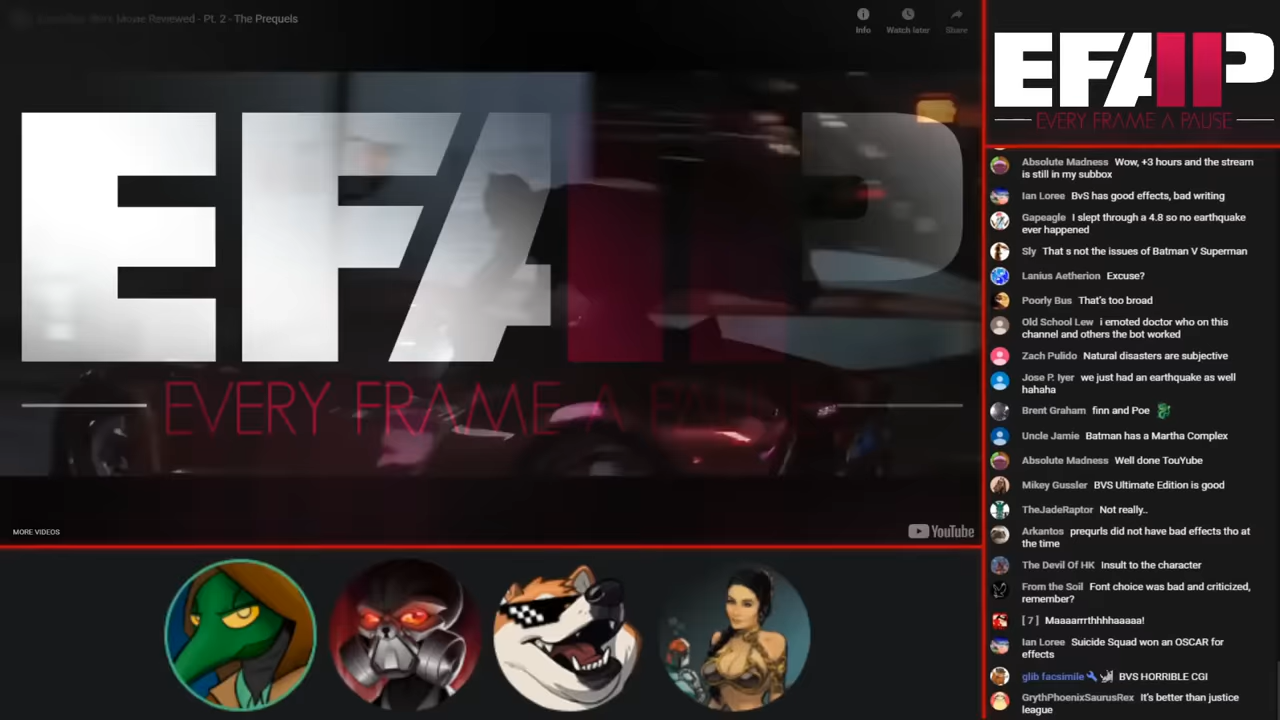 Movie Reviewed - Pt. 2 - The Prequels
Info
Watch later
Share
EFAP
EVERY FRAME A PAUSE
MORE VIDEOS
YouTube
EFAP
EVERY FRAME A PAUSE
Absolute Madness Wow, +3 hours and the stream
is still in my subbox
Ian Loree BvS has good effects, bad writing
Gapeagle I slept through a 4.8 so no earthquake
ever happened
Sly That s not the issues of Batman V Superman
Lanius Aetherion Excuse?
Poorly Bus That's too broad
Old School Lew i emoted doctor who on this
channel and others the bot worked
Zach Pulido Natural disasters are subjective
Jose P. Iyer we just had an earthquake as well
hahaha
Brent Graham finn and Poe
Uncle Jamie Batman has a Martha Complex
Absolute Madness Well done TouYube
Mikey Gussler BVS Ultimate Edition is good
TheJadeRaptor Not really..
Arkantos prequrls did not have bad effects tho at
the time
The Devil Of HK Insult to the character
From the Soil Font choice was bad and criticized,
remember?
[ 7 ] Maaaarrrthhhhaaaaa!
Ian Loree Suicide Squad won an OSCAR for
effects
glib facsimile BVS HORRIBLE CGI
GrythPhoenixSaurusRex It's better than justice
league